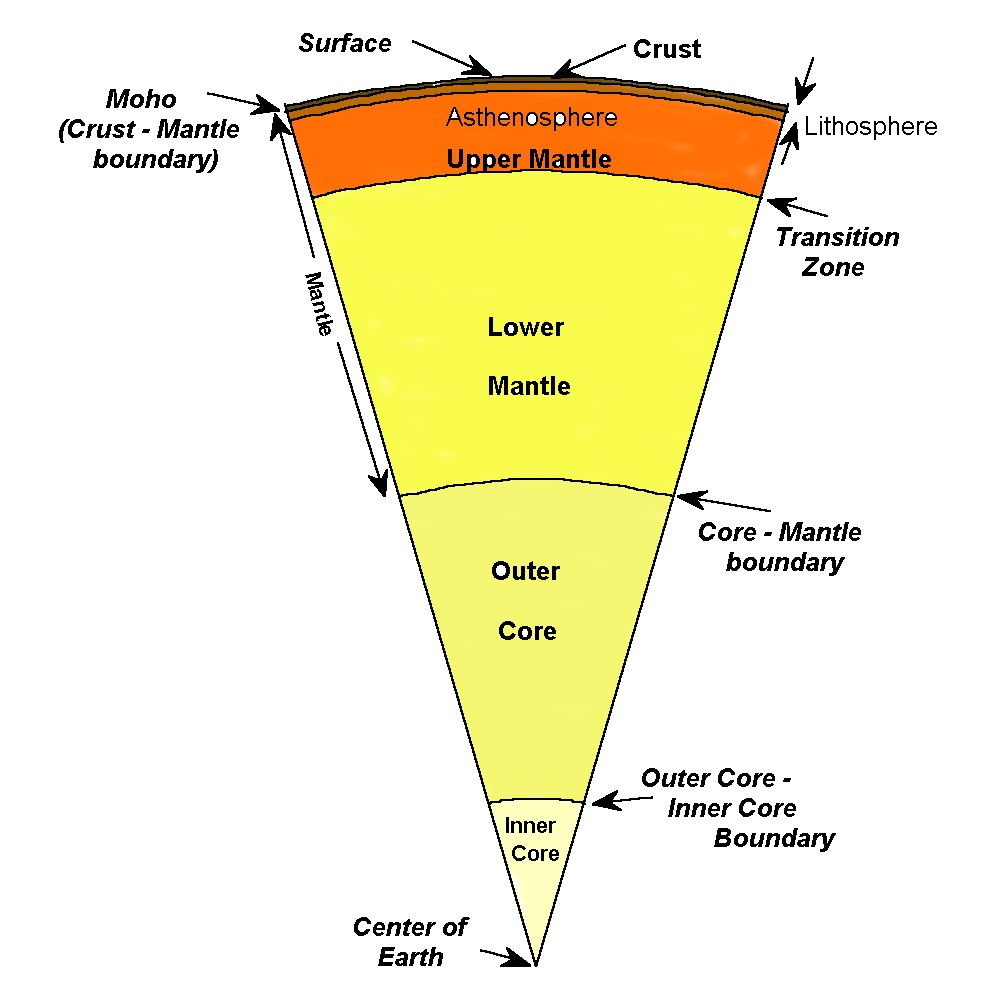 Surface
Crust
Moho
(Crust - Mantle
boundary)
Asthenosphere
Lithosphere
Upper Mantle
Transition
Zone
Mantle
Lower
Mantle
Core - Mantle
boundary
Outer
Core
Outer Core -
Inner Core
Boundary
Inner
Core
Center of
Earth